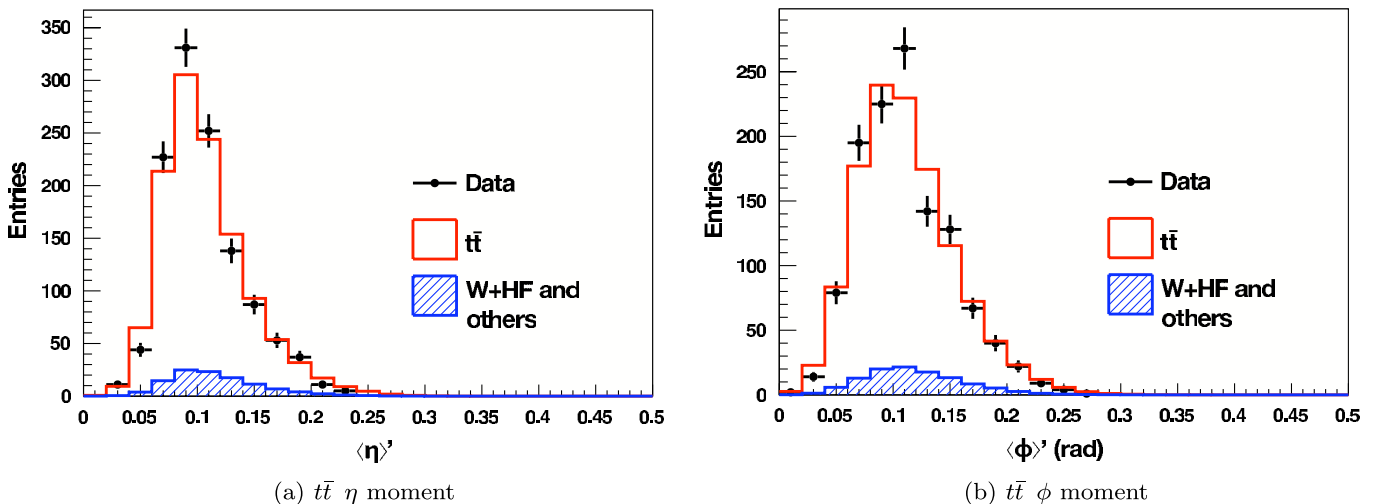 350
300
250
200
150
100
50
0
Entries
Data
tt̄
W+HF and
others
0 0.05 0.1 0.15 0.2 0.25 0.3 0.35 0.4 0.45 0.5
⟨η⟩’
(a) tt̄ η moment
250
200
150
100
50
0
Entries
Data
tt̄
W+HF and
others
0 0.05 0.1 0.15 0.2 0.25 0.3 0.35 0.4 0.45 0.5
⟨ϕ⟩’ (rad)
(b) tt̄ ϕ moment